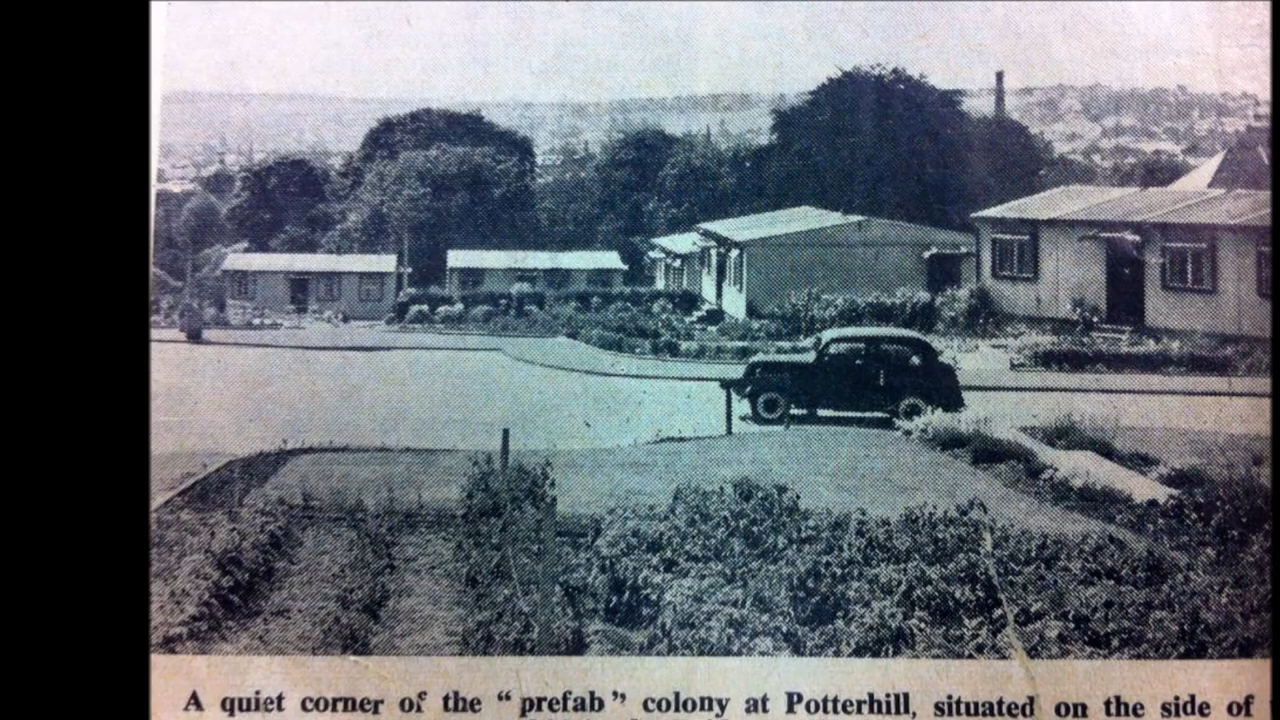 A quiet corner of the “prefab” colony at Potterhill, situated on the side of